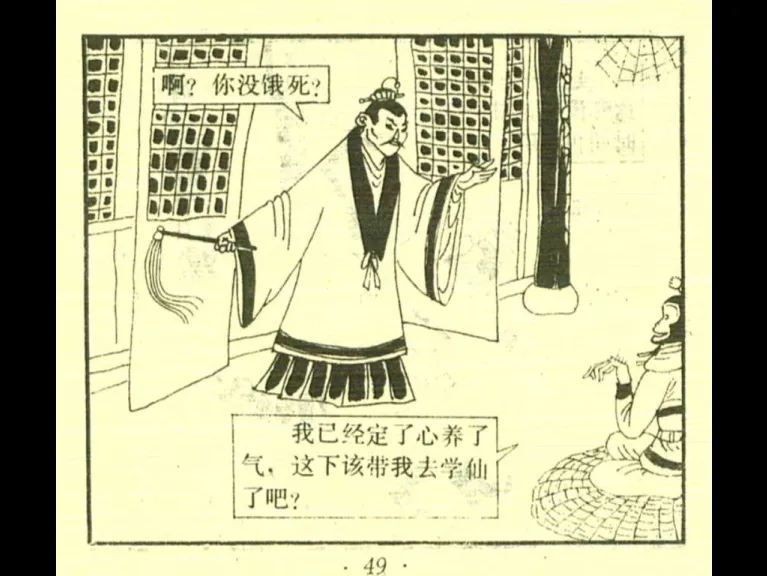 啊？你没饿死？
我已经定了心养了
气，这下该带我去学仙
了吧？
· 49 ·